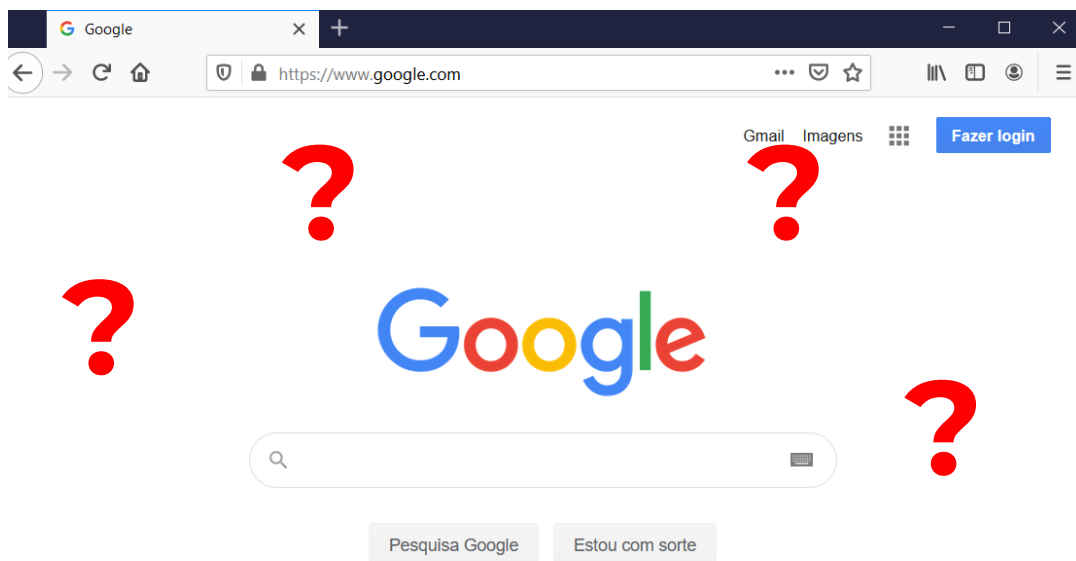 Google
https://www.google.com
Gmail Imagens Fazer login
? ?
?
Google
?
Pesquisa Google Estou com sorte